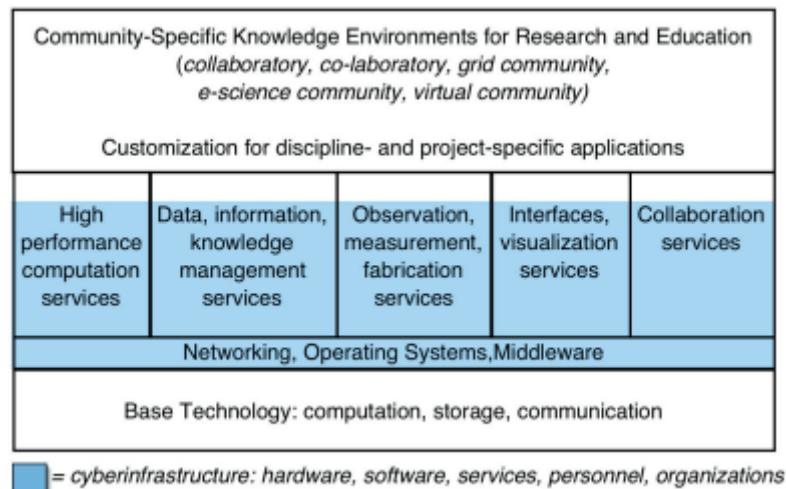 Community-Specific Knowledge Environments for Research and Education
(collaboratory, co-laboratory, grid community,
e-science community, virtual community)
Customization for discipline- and project-specific applications
High
performance
computation
services
Data, information,
knowledge
management
services
Observation,
measurement,
fabrication
services
Interfaces,
visualization
services
Collaboration
services
Networking, Operating Systems,Middleware
Base Technology: computation, storage, communication
= cyberinfrastructure: hardware, software, services, personnel, organizations